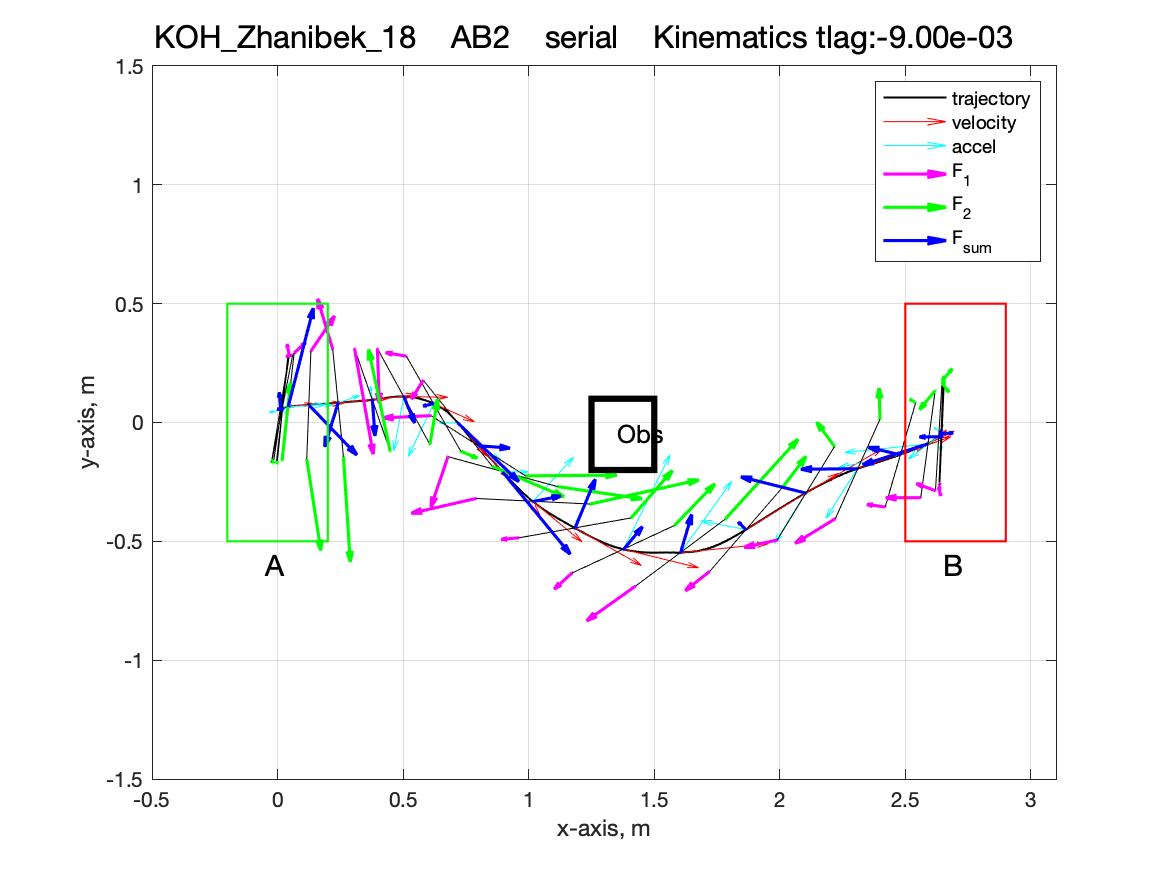 KOH_Zhanibek_18 AB2 serial Kinematics tlag:-9.00e-03
1.5
1
0.5
0
-0.5
-1
-1.5
y-axis, m
trajectory
velocity
accel
F1
F2
Fsum
Obs
A
B
-0.5 0 0.5 1 1.5 2 2.5 3
x-axis, m